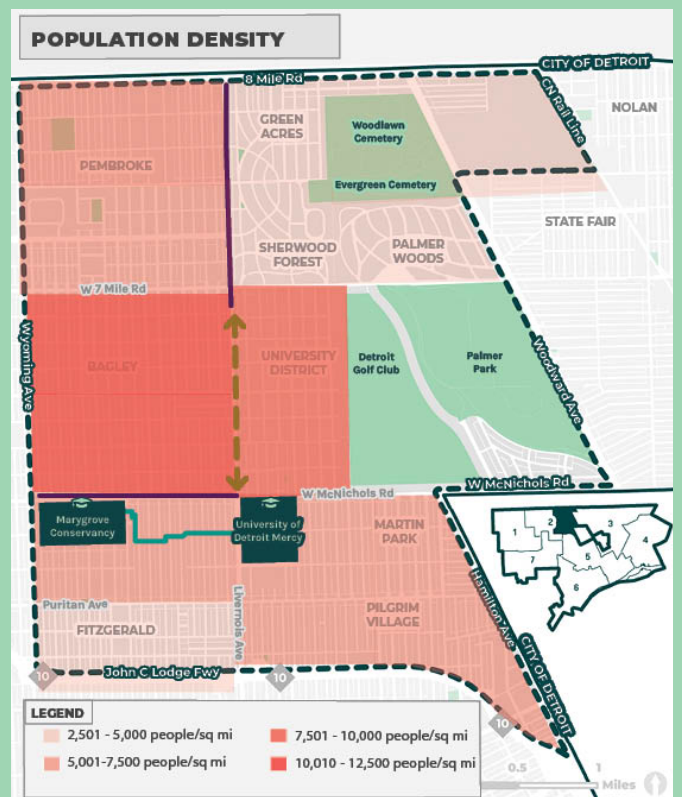 POPULATION DENSITY
CITY OF DETROIT
8 Mile Rd
CN Rail Line
NOLAN
GREEN
ACRES
Woodlawn
Cemetery
PEMBROKE
Evergreen Cemetery
STATE FAIR
SHERWOOD
FOREST
PALMER
WOODS
W 7 Mile Rd
Wyoming Ave
BAGLEY
UNIVERSITY
DISTRICT
Detroit
Golf Club
Palmer
Park
Woodward Ave
W McNichols Rd
W McNichols Rd
Marygrove
Conservancy
University of
Detroit Mercy
MARTIN
PARK
1
2
3
4
5
6
7
Puritan Ave
Livernois Ave
Hamilton Ave
PILGRIM
VILLAGE
FITZGERALD
CITY OF DETROIT
John C Lodge Fwy
10
10
10
LEGEND
2,501 - 5,000 people/sq mi
7,501 - 10,000 people/sq mi
5,001-7,500 people/sq mi
10,010 - 12,500 people/sq mi
0.5
1
Miles